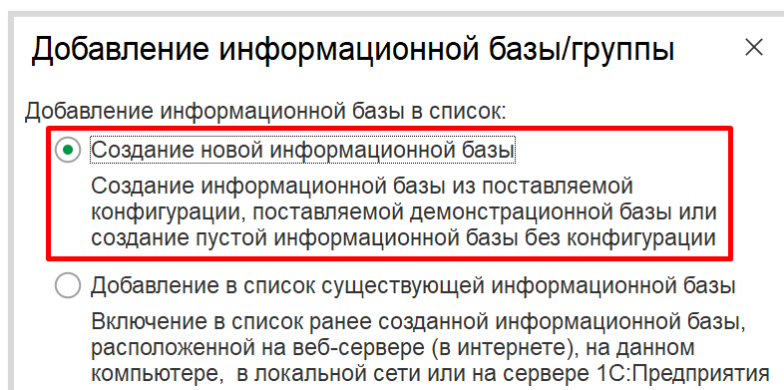 Добавление информационной базы/группы
Добавление информационной базы в список:
Создание новой информационной базы
Создание информационной базы из поставляемой
конфигурации, поставляемой демонстрационной базы или
создание пустой информационной базы без конфигурации
Добавление в список существующей информационной базы
Включение в список ранее созданной информационной базы,
расположенной на веб-сервере (в интернете), на данном
компьютере, в локальной сети или на сервере 1С:Предприятия